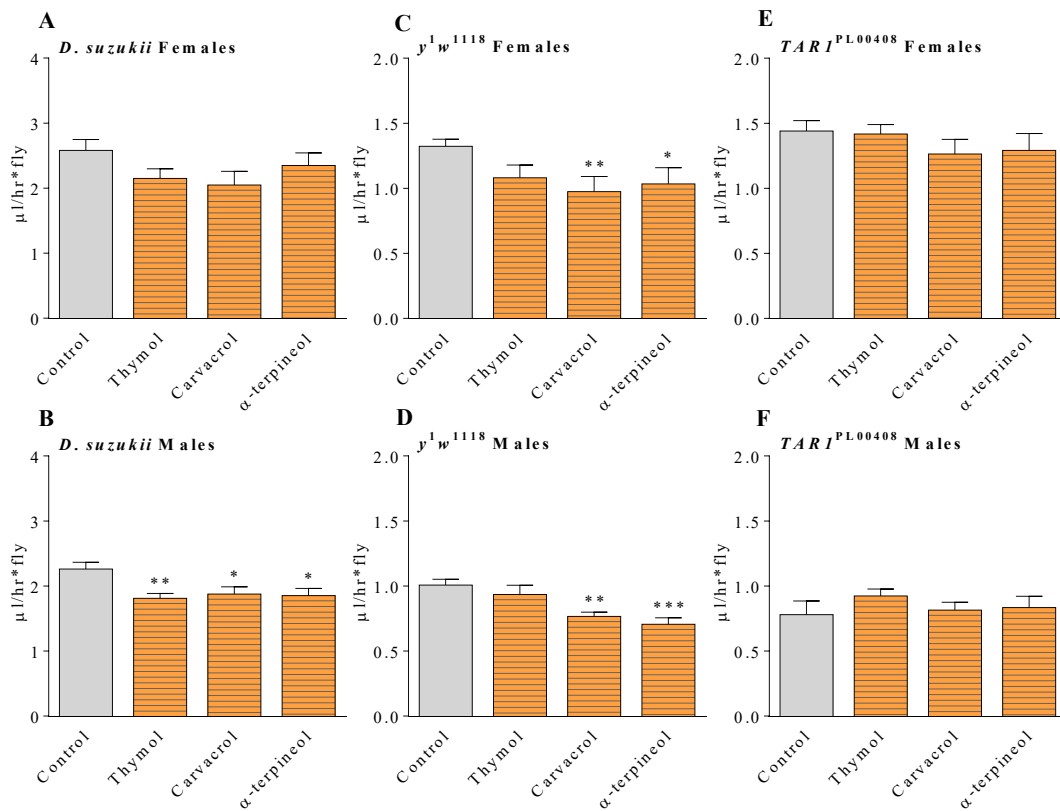 A
D. suzukii Females
4
3
2
1
0
µl/hr*fly
Control
Thymol
Carvacrol
α-terpineol
C
y¹w¹¹¹⁸ Females
2.0
1.5
1.0
0.5
0.0
µl/hr*fly
**
*
Control
Thymol
Carvacrol
α-terpineol
E
TAR1ᴾᴸ⁰⁰⁴⁰⁸ Females
2.0
1.5
1.0
0.5
0.0
µl/hr*fly
Control
Thymol
Carvacrol
α-terpineol
B
D. suzukii Males
4
3
2
1
0
µl/hr*fly
**
*
*
Control
Thymol
Carvacrol
α-terpineol
D
y¹w¹¹¹⁸ Males
2.0
1.5
1.0
0.5
0.0
µl/hr*fly
**
***
Control
Thymol
Carvacrol
α-terpineol
F
TAR1ᴾᴸ⁰⁰⁴⁰⁸ Males
2.0
1.5
1.0
0.5
0.0
µl/hr*fly
Control
Thymol
Carvacrol
α-terpineol